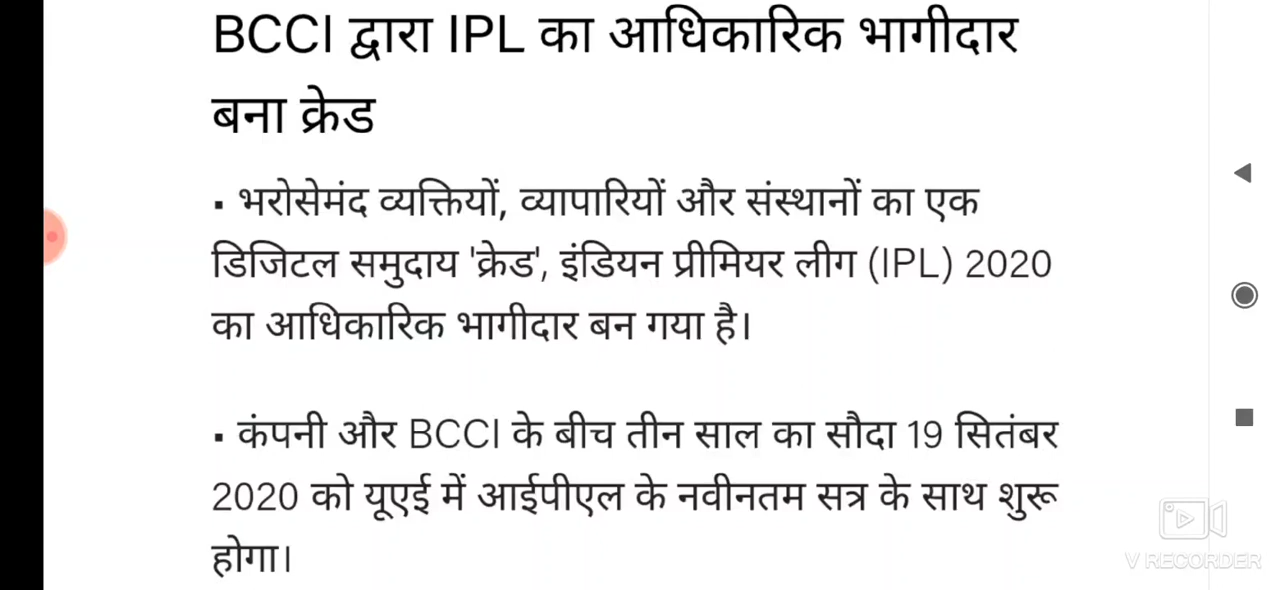 BCCI द्वारा IPL का आधिकारिक भागीदार
बना क्रेड
▪ भरोसेमंद व्यक्तियों, व्यापारियों और संस्थानों का एक
डिजिटल समुदाय 'क्रेड', इंडियन प्रीमियर लीग (IPL) 2020
का आधिकारिक भागीदार बन गया है।
▪ कंपनी और BCCI के बीच तीन साल का सौदा 19 सितंबर
2020 को यूएई में आईपीएल के नवीनतम सत्र के साथ शुरू
होगा।
V RECORDER